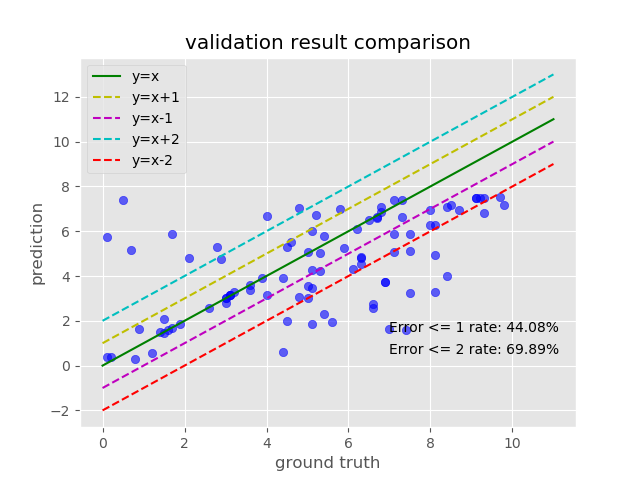 validation result comparison
y=x
y=x+1
y=x-1
y=x+2
y=x-2
12
10
8
6
4
2
0
−2
prediction
Error <= 1 rate: 44.08%
Error <= 2 rate: 69.89%
0 2 4 6 8 10
ground truth